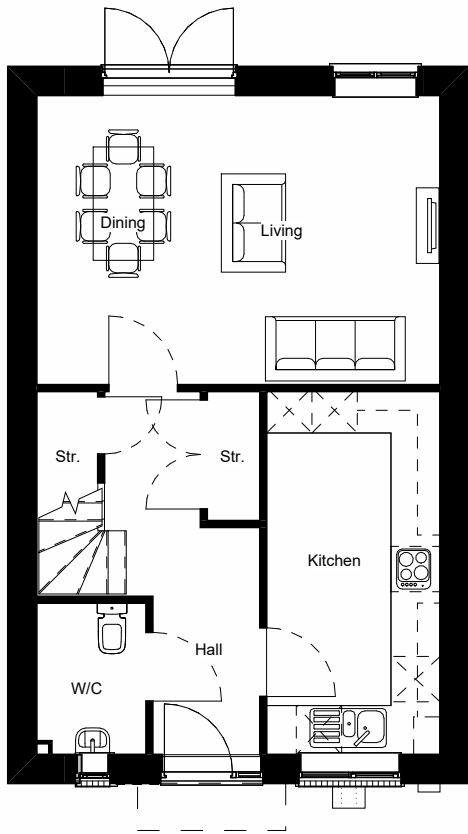 Dining
Living
Str.
Str.
Kitchen
Hall
W/C